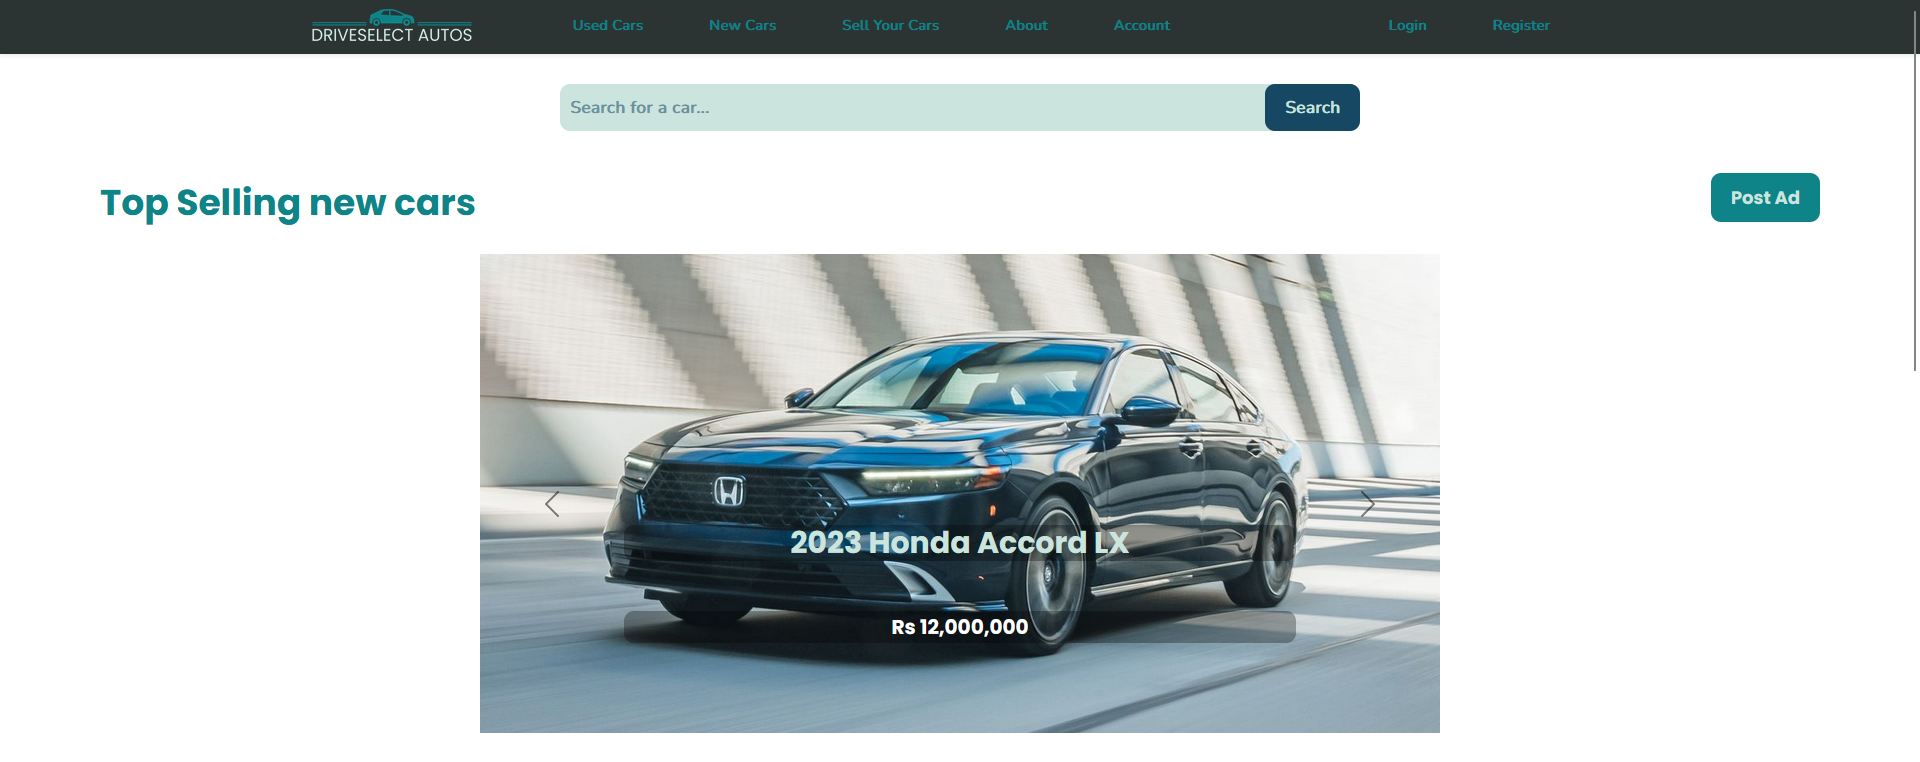 DRIVESELECT AUTOS
Used Cars
New Cars
Sell Your Cars
About
Account
Login
Register
Search for a car...
Search
Top Selling new cars
Post Ad
2023 Honda Accord LX
Rs 12,000,000